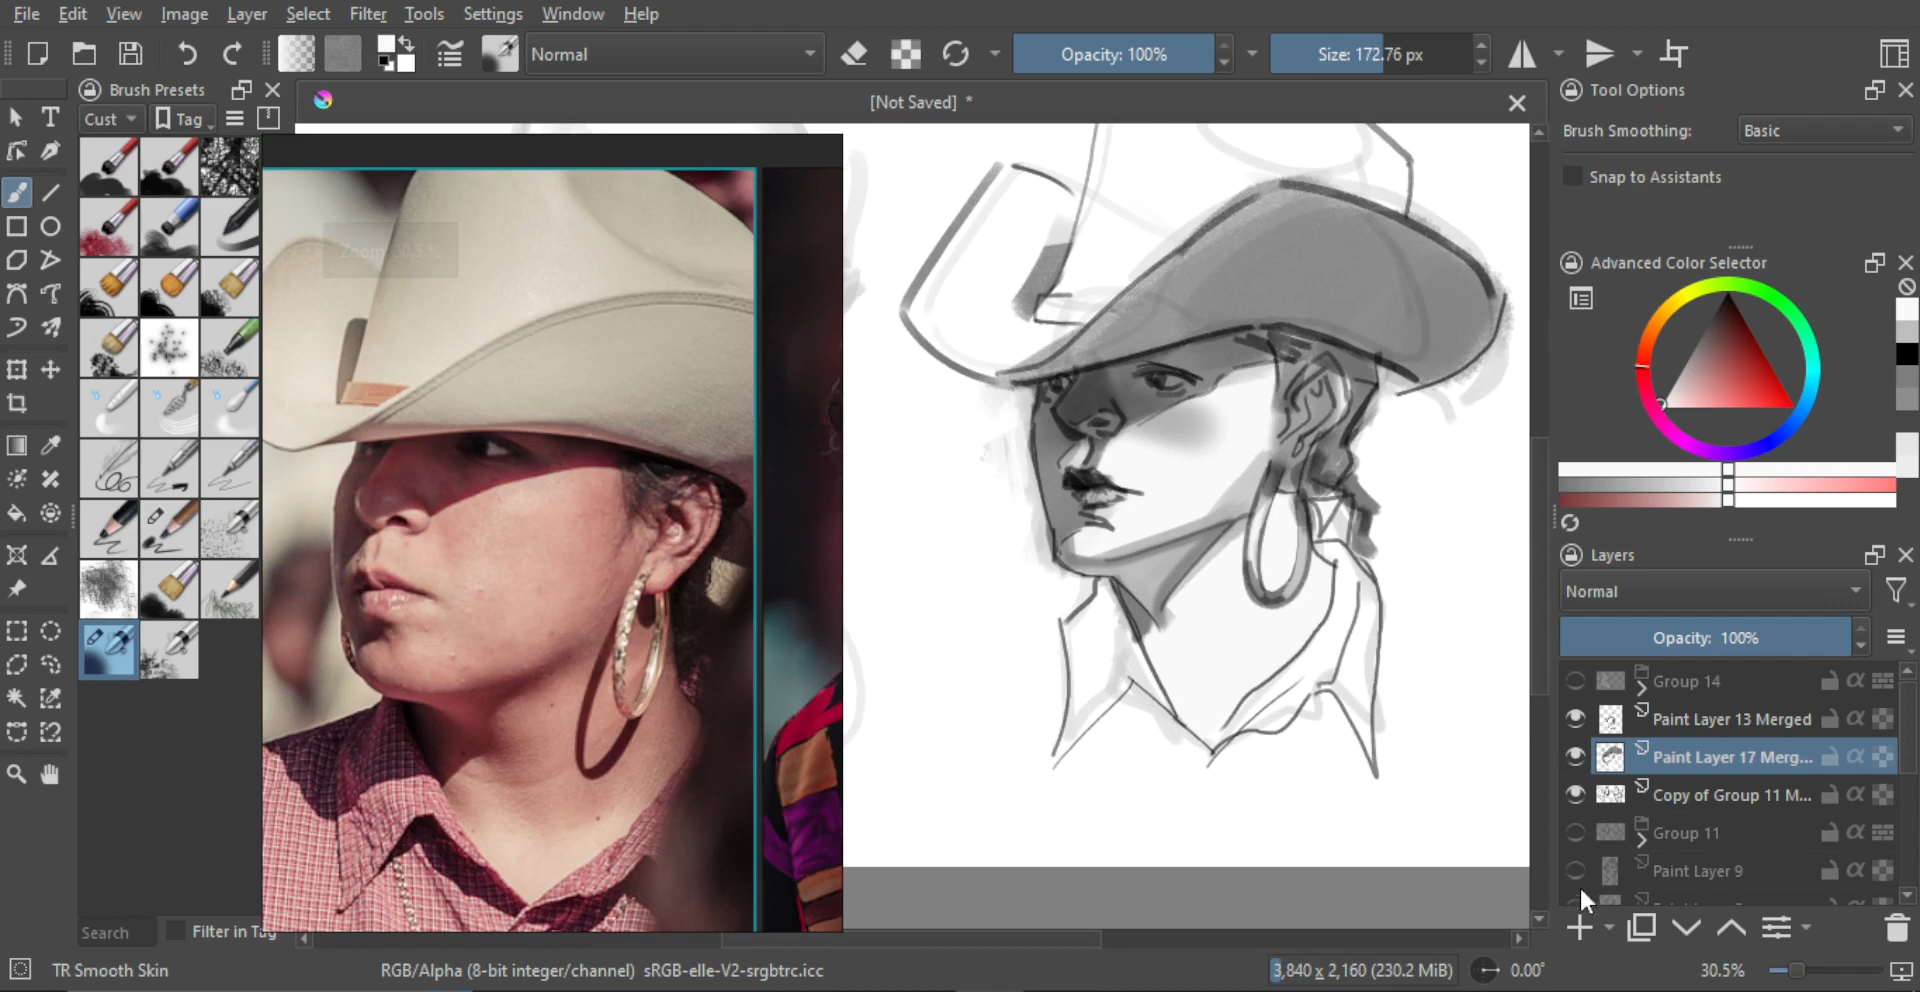 File Edit View Image Layer Select Filter Tools Settings Window Help
Normal Opacity: 100% Size: 172.76 px
Brush Presets
[Not Saved] *
Cust Tag
Zoom: 30.5 %
Search Filter in Tag
Tool Options
Brush Smoothing: Basic
Snap to Assistants
Advanced Color Selector
Layers
Normal
Opacity: 100%
Group 14
Paint Layer 13 Merged
Paint Layer 17 Merg...
Copy of Group 11 M...
Group 11
Paint Layer 9
TR Smooth Skin RGB/Alpha (8-bit integer/channel) sRGB-elle-V2-srgbtrc.icc 3,840 x 2,160 (230.2 MiB) 0.00° 30.5%